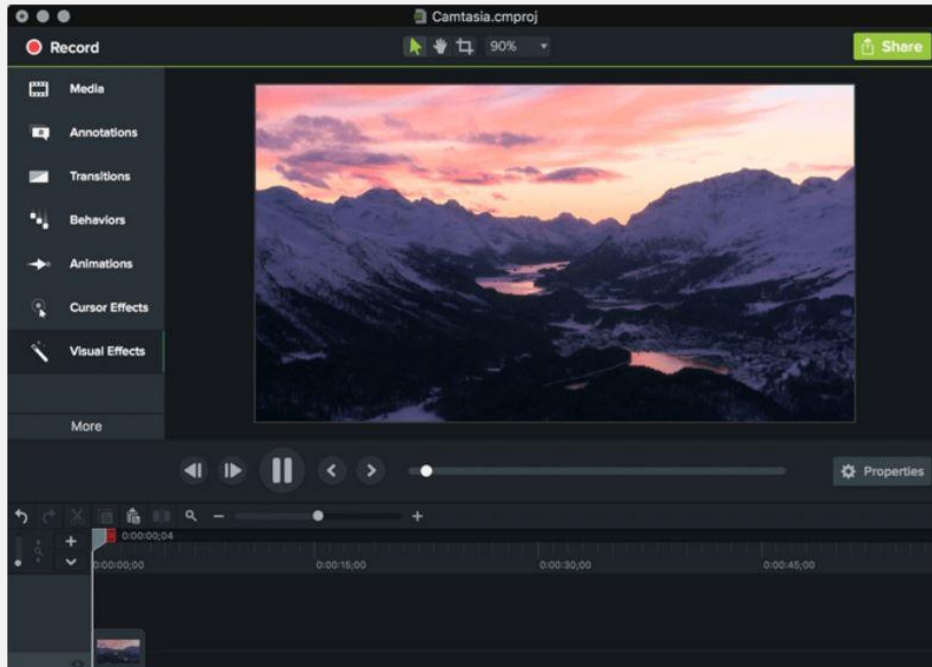 Camtasia.cmproj
Record
90%
Share
Media
Annotations
Transitions
Behaviors
Animations
Cursor Effects
Visual Effects
More
Properties
0:00:00;04
0:00:00;00 0:00:15;00 0:00:30;00 0:00:45;00